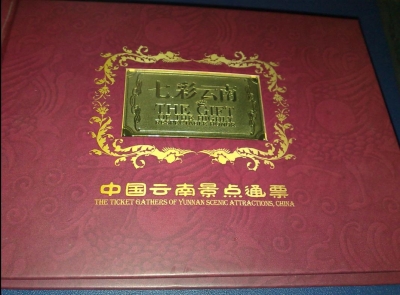 七彩云南
THE GIFT
中国云南景点通票
THE TICKET GATHERS OF YUNNAN SCENIC ATTRACTIONS, CHINA